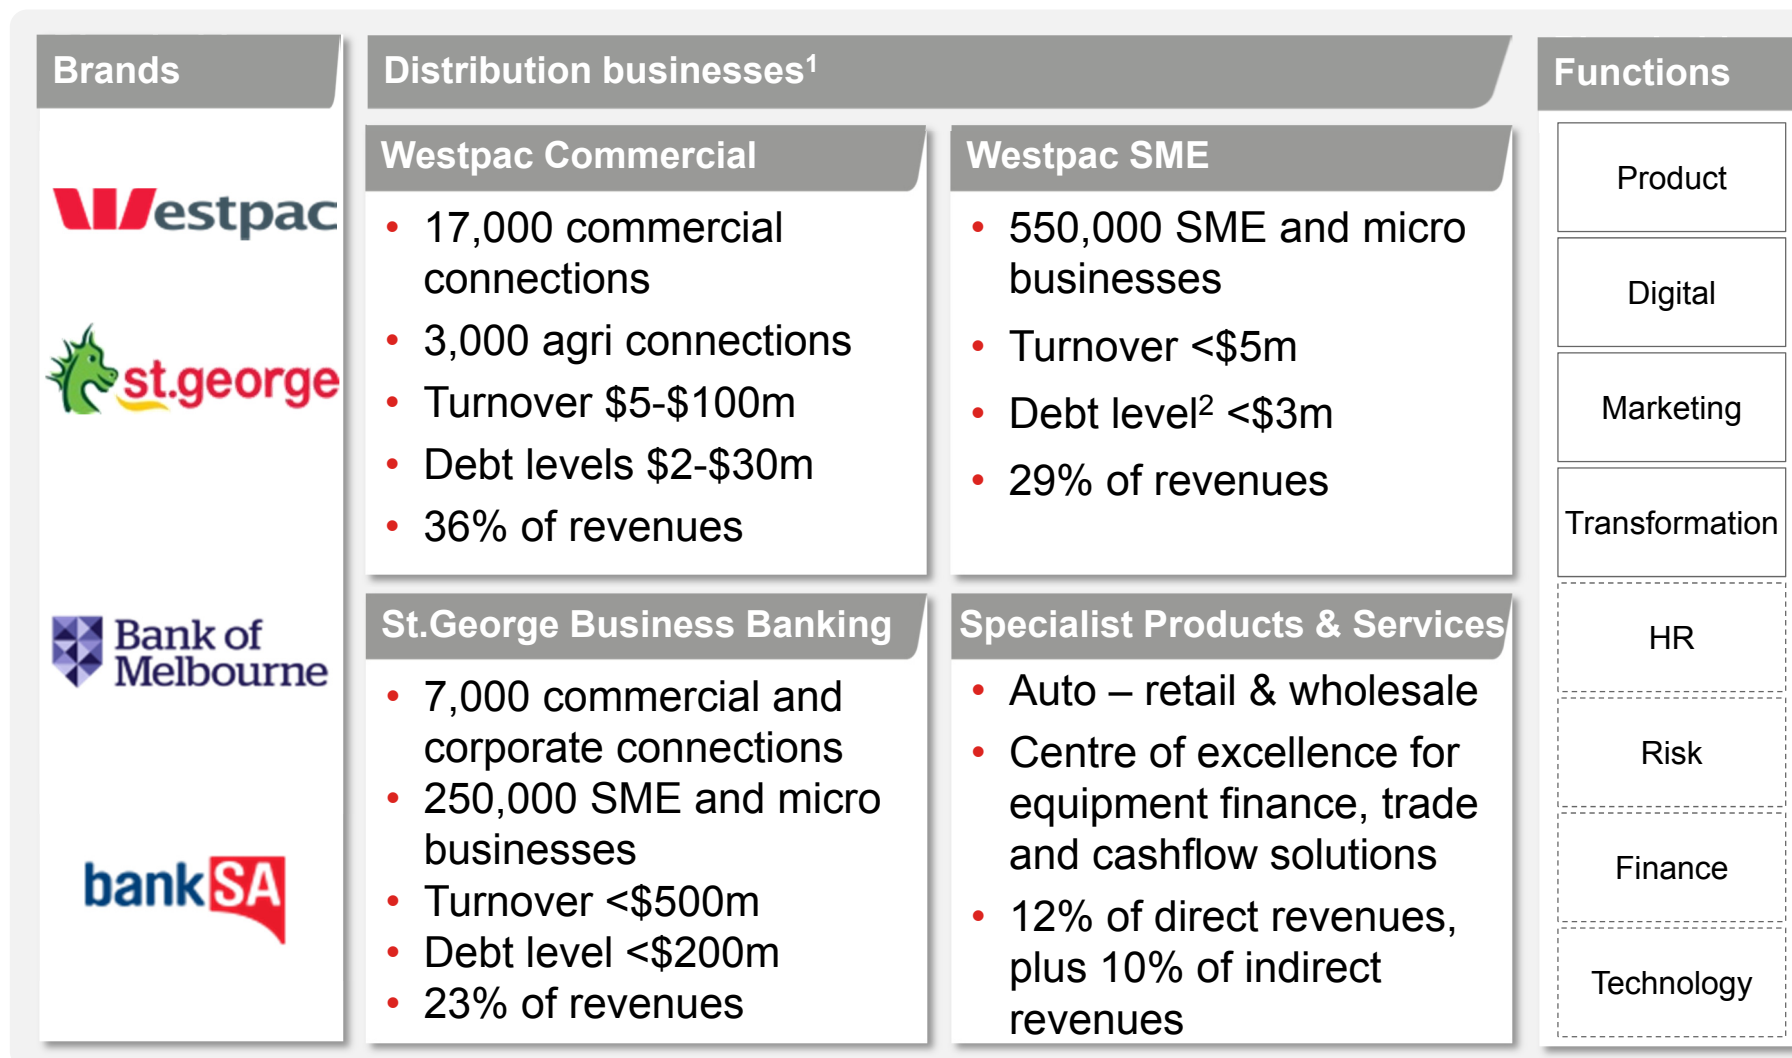 Brands
Westpac
st.george
Bank of
Melbourne
bankSA
Distribution businesses¹
Westpac Commercial
• 17,000 commercial
connections
• 3,000 agri connections
• Turnover $5-$100m
• Debt levels $2-$30m
• 36% of revenues
Westpac SME
• 550,000 SME and micro
businesses
• Turnover <$5m
• Debt level² <$3m
• 29% of revenues
St.George Business Banking
• 7,000 commercial and
corporate connections
• 250,000 SME and micro
businesses
• Turnover <$500m
• Debt level <$200m
• 23% of revenues
Specialist Products & Services
• Auto – retail & wholesale
• Centre of excellence for
equipment finance, trade
and cashflow solutions
• 12% of direct revenues,
plus 10% of indirect
revenues
Functions
Product
Digital
Marketing
Transformation
HR
Risk
Finance
Technology